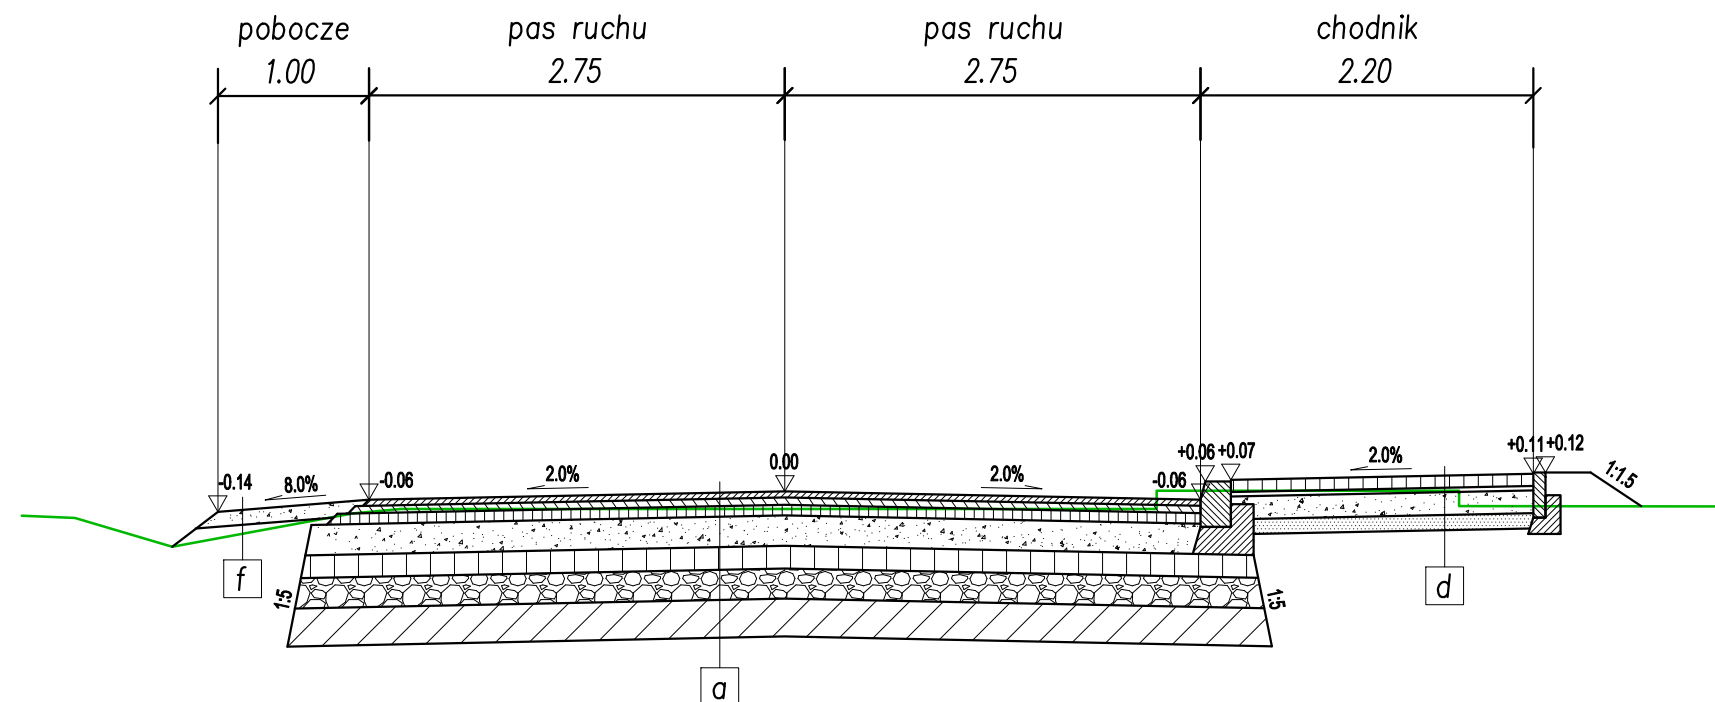 pobocze pas ruchu pas ruchu chodnik
1.00 2.75 2.75 2.20
+0.11 +0.12
+0.06 +0.07
0.00
2.0%
2.0% 2.0% 1:1.5
-0.14 8.0% -0.06 -0.06
f d
1:5 1:5
a